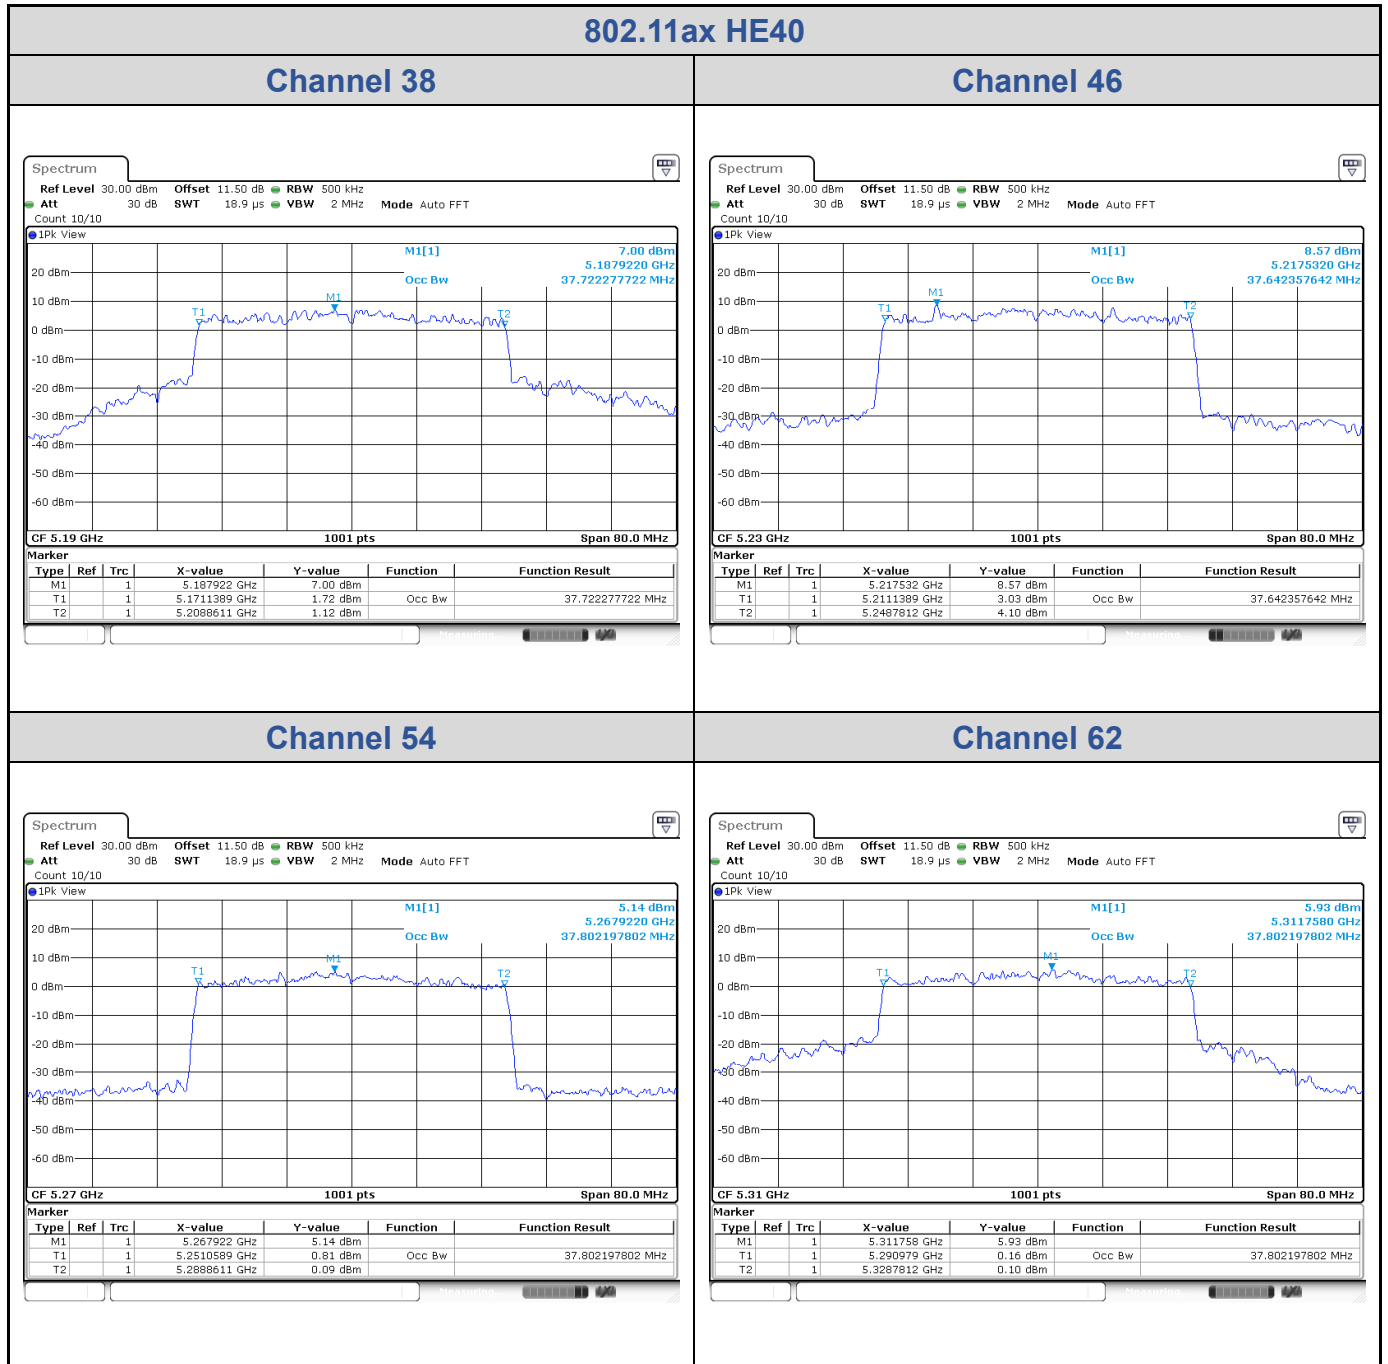 802.11ax HE40
Channel 38
Channel 46
Spectrum
Ref Level 30.00 dBm Offset 11.50 dB RBW 500 kHz
Att 30 dB SWT 18.9 µs VBW 2 MHz Mode Auto FFT
Count 10/10
1Pk View
M1[1] 7.00 dBm
5.1879220 GHz
Occ Bw 37.722277722 MHz
20 dBm
10 dBm
0 dBm
-10 dBm
-20 dBm
-30 dBm
-40 dBm
-50 dBm
-60 dBm
T1
M1
T2
CF 5.19 GHz 1001 pts Span 80.0 MHz
Marker
Type Ref Trc X-value Y-value Function Function Result
M1 1 5.187922 GHz 7.00 dBm
T1 1 5.1711389 GHz 1.72 dBm Occ Bw 37.722277722 MHz
T2 1 5.2088611 GHz 1.12 dBm
Measuring...
Spectrum
Ref Level 30.00 dBm Offset 11.50 dB RBW 500 kHz
Att 30 dB SWT 18.9 µs VBW 2 MHz Mode Auto FFT
Count 10/10
1Pk View
M1[1] 8.57 dBm
5.2175320 GHz
Occ Bw 37.642357642 MHz
20 dBm
10 dBm
0 dBm
-10 dBm
-20 dBm
-30 dBm
-40 dBm
-50 dBm
-60 dBm
T1
M1
T2
CF 5.23 GHz 1001 pts Span 80.0 MHz
Marker
Type Ref Trc X-value Y-value Function Function Result
M1 1 5.217532 GHz 8.57 dBm
T1 1 5.2111389 GHz 3.03 dBm Occ Bw 37.642357642 MHz
T2 1 5.2487812 GHz 4.10 dBm
Measuring...
Channel 54
Channel 62
Spectrum
Ref Level 30.00 dBm Offset 11.50 dB RBW 500 kHz
Att 30 dB SWT 18.9 µs VBW 2 MHz Mode Auto FFT
Count 10/10
1Pk View
M1[1] 5.14 dBm
5.2679220 GHz
Occ Bw 37.802197802 MHz
20 dBm
10 dBm
0 dBm
-10 dBm
-20 dBm
-30 dBm
-40 dBm
-50 dBm
-60 dBm
T1
M1
T2
CF 5.27 GHz 1001 pts Span 80.0 MHz
Marker
Type Ref Trc X-value Y-value Function Function Result
M1 1 5.267922 GHz 5.14 dBm
T1 1 5.2510589 GHz 0.81 dBm Occ Bw 37.802197802 MHz
T2 1 5.2888611 GHz 0.09 dBm
Measuring...
Spectrum
Ref Level 30.00 dBm Offset 11.50 dB RBW 500 kHz
Att 30 dB SWT 18.9 µs VBW 2 MHz Mode Auto FFT
Count 10/10
1Pk View
M1[1] 5.93 dBm
5.3117580 GHz
Occ Bw 37.802197802 MHz
20 dBm
10 dBm
0 dBm
-10 dBm
-20 dBm
-30 dBm
-40 dBm
-50 dBm
-60 dBm
T1
M1
T2
CF 5.31 GHz 1001 pts Span 80.0 MHz
Marker
Type Ref Trc X-value Y-value Function Function Result
M1 1 5.311758 GHz 5.93 dBm
T1 1 5.290979 GHz 0.16 dBm Occ Bw 37.802197802 MHz
T2 1 5.3287812 GHz 0.10 dBm
Measuring...